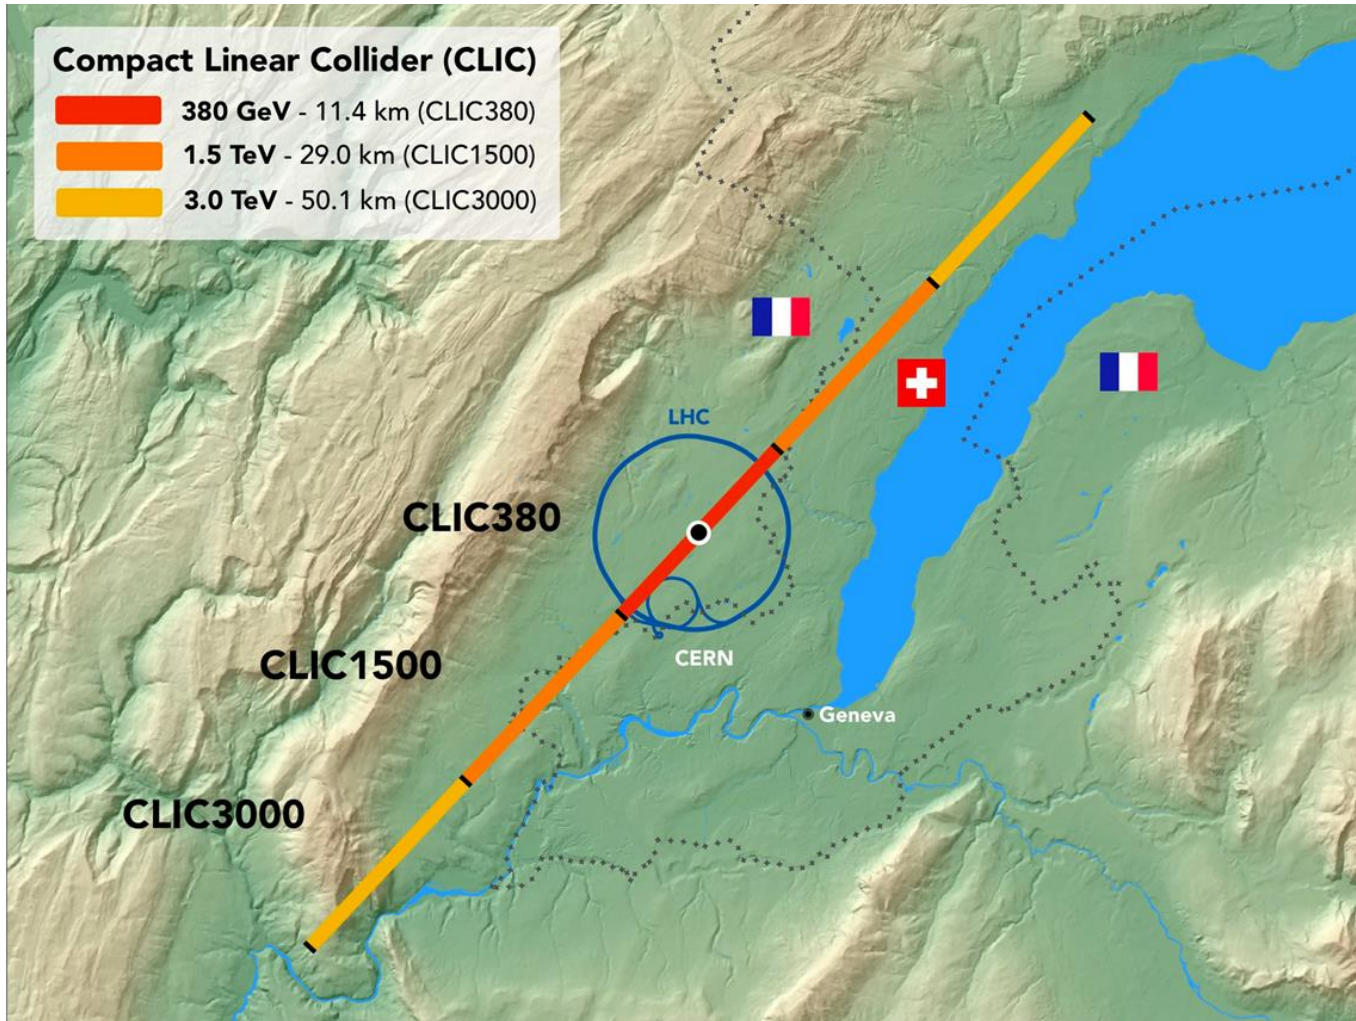 Compact Linear Collider (CLIC)
380 GeV - 11.4 km (CLIC380)
1.5 TeV - 29.0 km (CLIC1500)
3.0 TeV - 50.1 km (CLIC3000)
LHC
CLIC380
CERN
CLIC1500
Geneva
CLIC3000